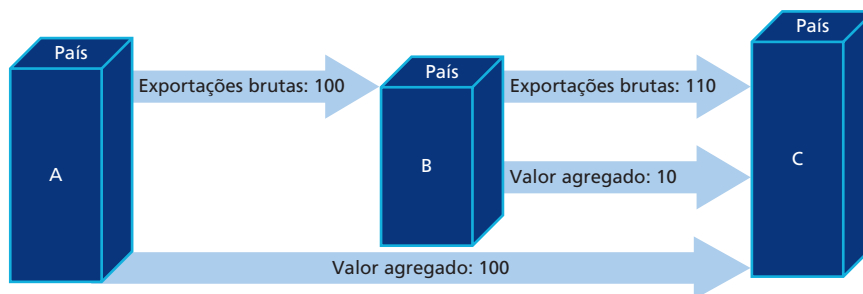 País
A
Exportações brutas: 100
País
B
Exportações brutas: 110
Valor agregado: 10
País
C
Valor agregado: 100